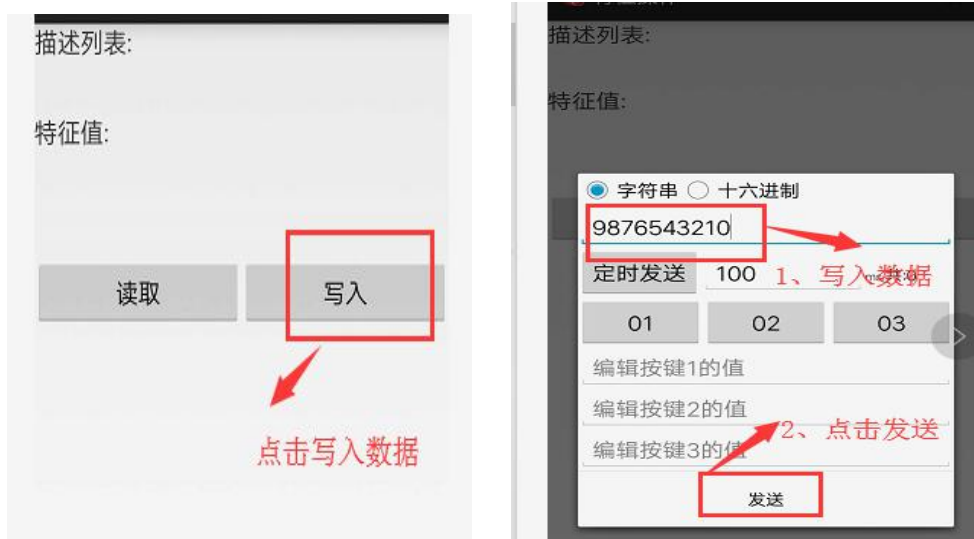 描述列表:
特征值:
读取
写入
点击写入数据
描述列表:
特征值:
字符串 十六进制
9876543210
定时发送 100
1、写入数据
01 02 03
编辑按键1的值
编辑按键2的值
2、点击发送
编辑按键3的值
发送